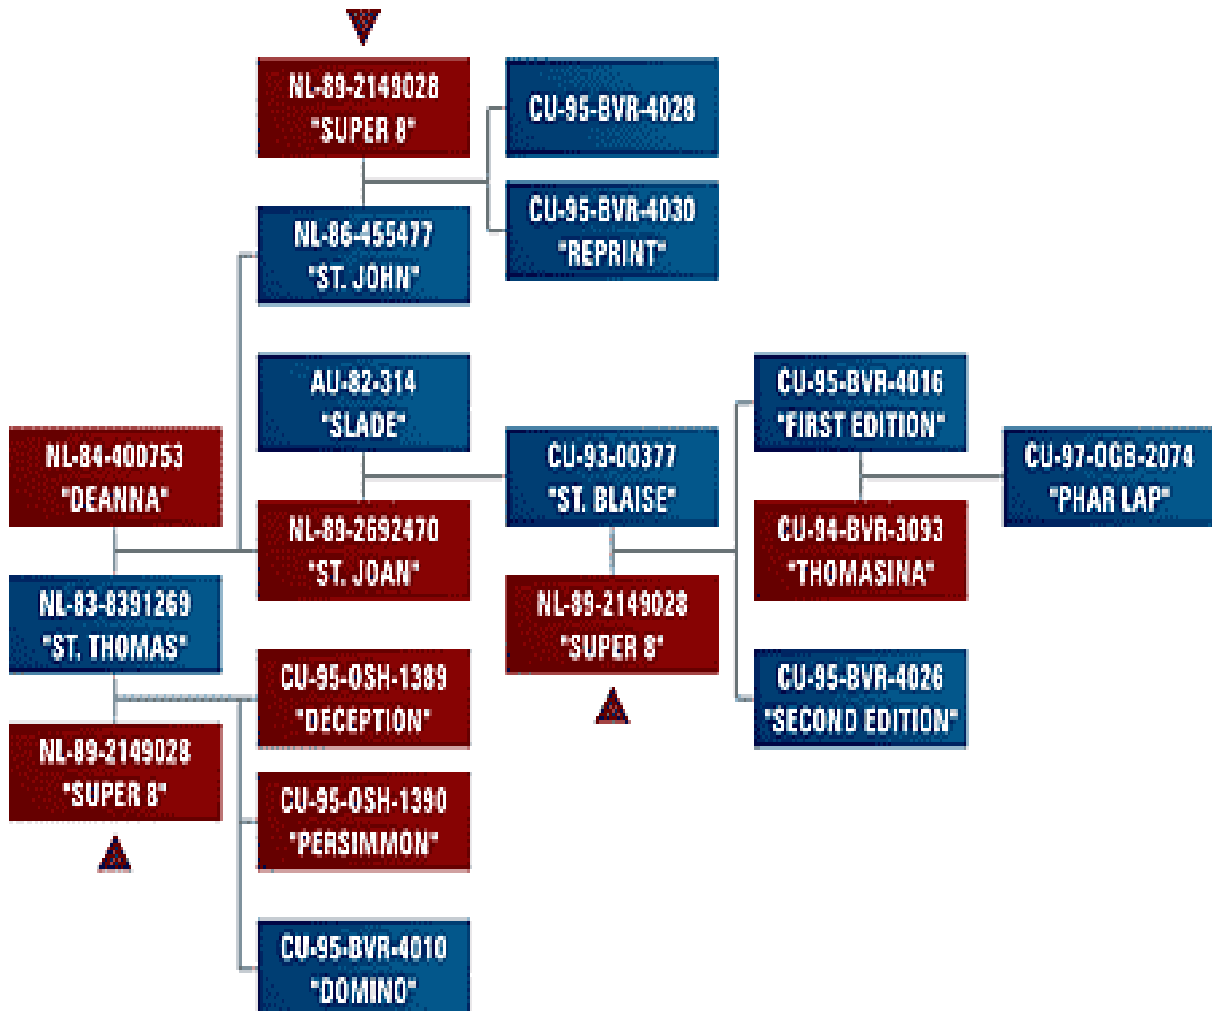 NL-89-2149028
"SUPER 8"
CU-95-BVR-4028
CU-95-BVR-4030
"REPRINT"
NL-86-455477
"ST. JOHN"
AU-82-314
"SLADE"
CU-95-BVR-4016
"FIRST EDITION"
NL-84-400753
"DEANNA"
CU-93-00377
"ST. BLAISE"
CU-97-OGB-2074
"PHAR LAP"
NL-89-2692470
"ST. JOAN"
CU-94-BVR-3093
"THOMASINA"
NL-83-8391269
"ST. THOMAS"
NL-89-2149028
"SUPER 8"
CU-95-OSH-1389
"DECEPTION"
CU-95-BVR-4026
"SECOND EDITION"
NL-89-2149028
"SUPER 8"
CU-95-OSH-1390
"PERSIMMON"
CU-95-BVR-4010
"DOMINO"